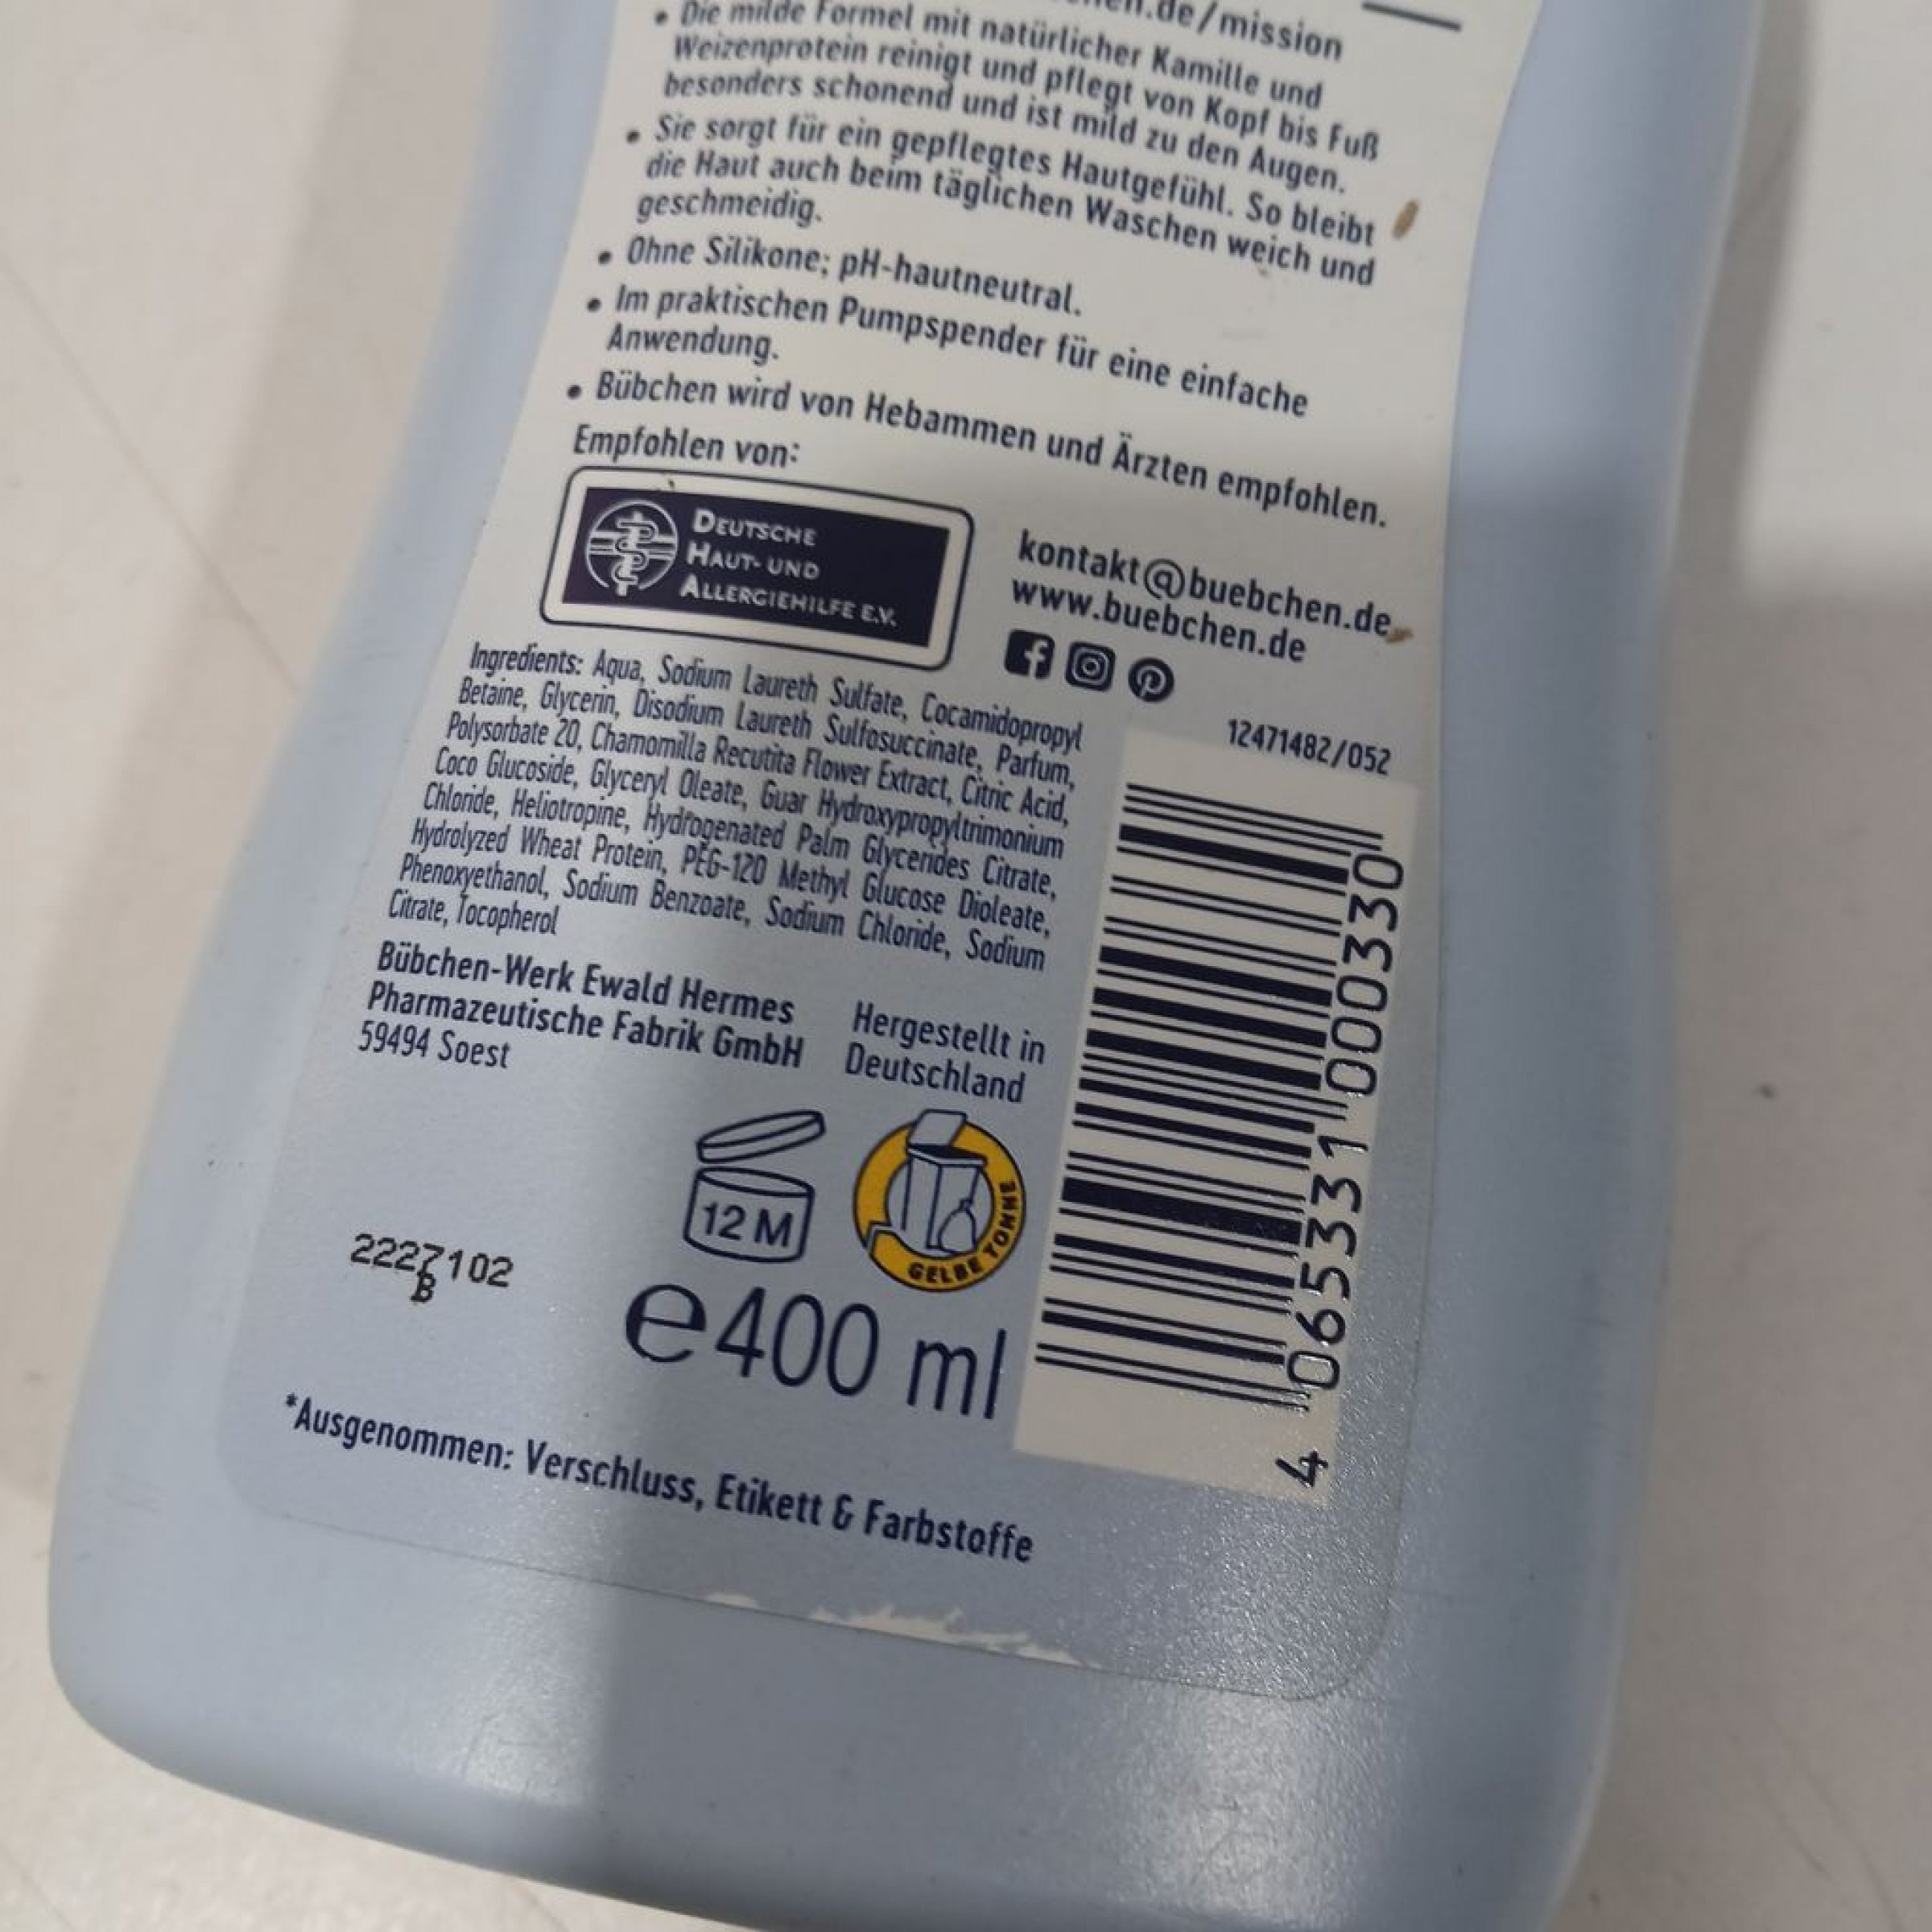 .de/mission
• Die milde Formel mit natürlicher Kamille und
Weizenprotein reinigt und pflegt von Kopf bis Fuß
besonders schonend und ist mild zu den Augen.
• Sie sorgt für ein gepflegtes Hautgefühl. So bleibt
die Haut auch beim täglichen Waschen weich und
geschmeidig.
• Ohne Silikone; pH-hautneutral.
• Im praktischen Pumpspender für eine einfache
Anwendung.
• Bübchen wird von Hebammen und Ärzten empfohlen.
Empfohlen von:
DEUTSCHE
HAUT- UND
ALLERGIEHILFE E.V.
kontakt@buebchen.de
www.buebchen.de
12471482/052
Ingredients: Aqua, Sodium Laureth Sulfate, Cocamidopropyl
Betaine, Glycerin, Disodium Laureth Sulfosuccinate, Parfum,
Polysorbate 20, Chamomilla Recutita Flower Extract, Citric Acid,
Coco Glucoside, Glyceryl Oleate, Guar Hydroxypropyltrimonium
Chloride, Heliotropine, Hydrogenated Palm Glycerides Citrate,
Hydrolyzed Wheat Protein, PEG-120 Methyl Glucose Dioleate,
Phenoxyethanol, Sodium Benzoate, Sodium Chloride, Sodium
Citrate, Tocopherol
Bübchen-Werk Ewald Hermes
Pharmazeutische Fabrik GmbH
59494 Soest
Hergestellt in
Deutschland
12 M
GELBE TONNE
2227102
B
e400 ml
4 065331 000330
*Ausgenommen: Verschluss, Etikett & Farbstoffe